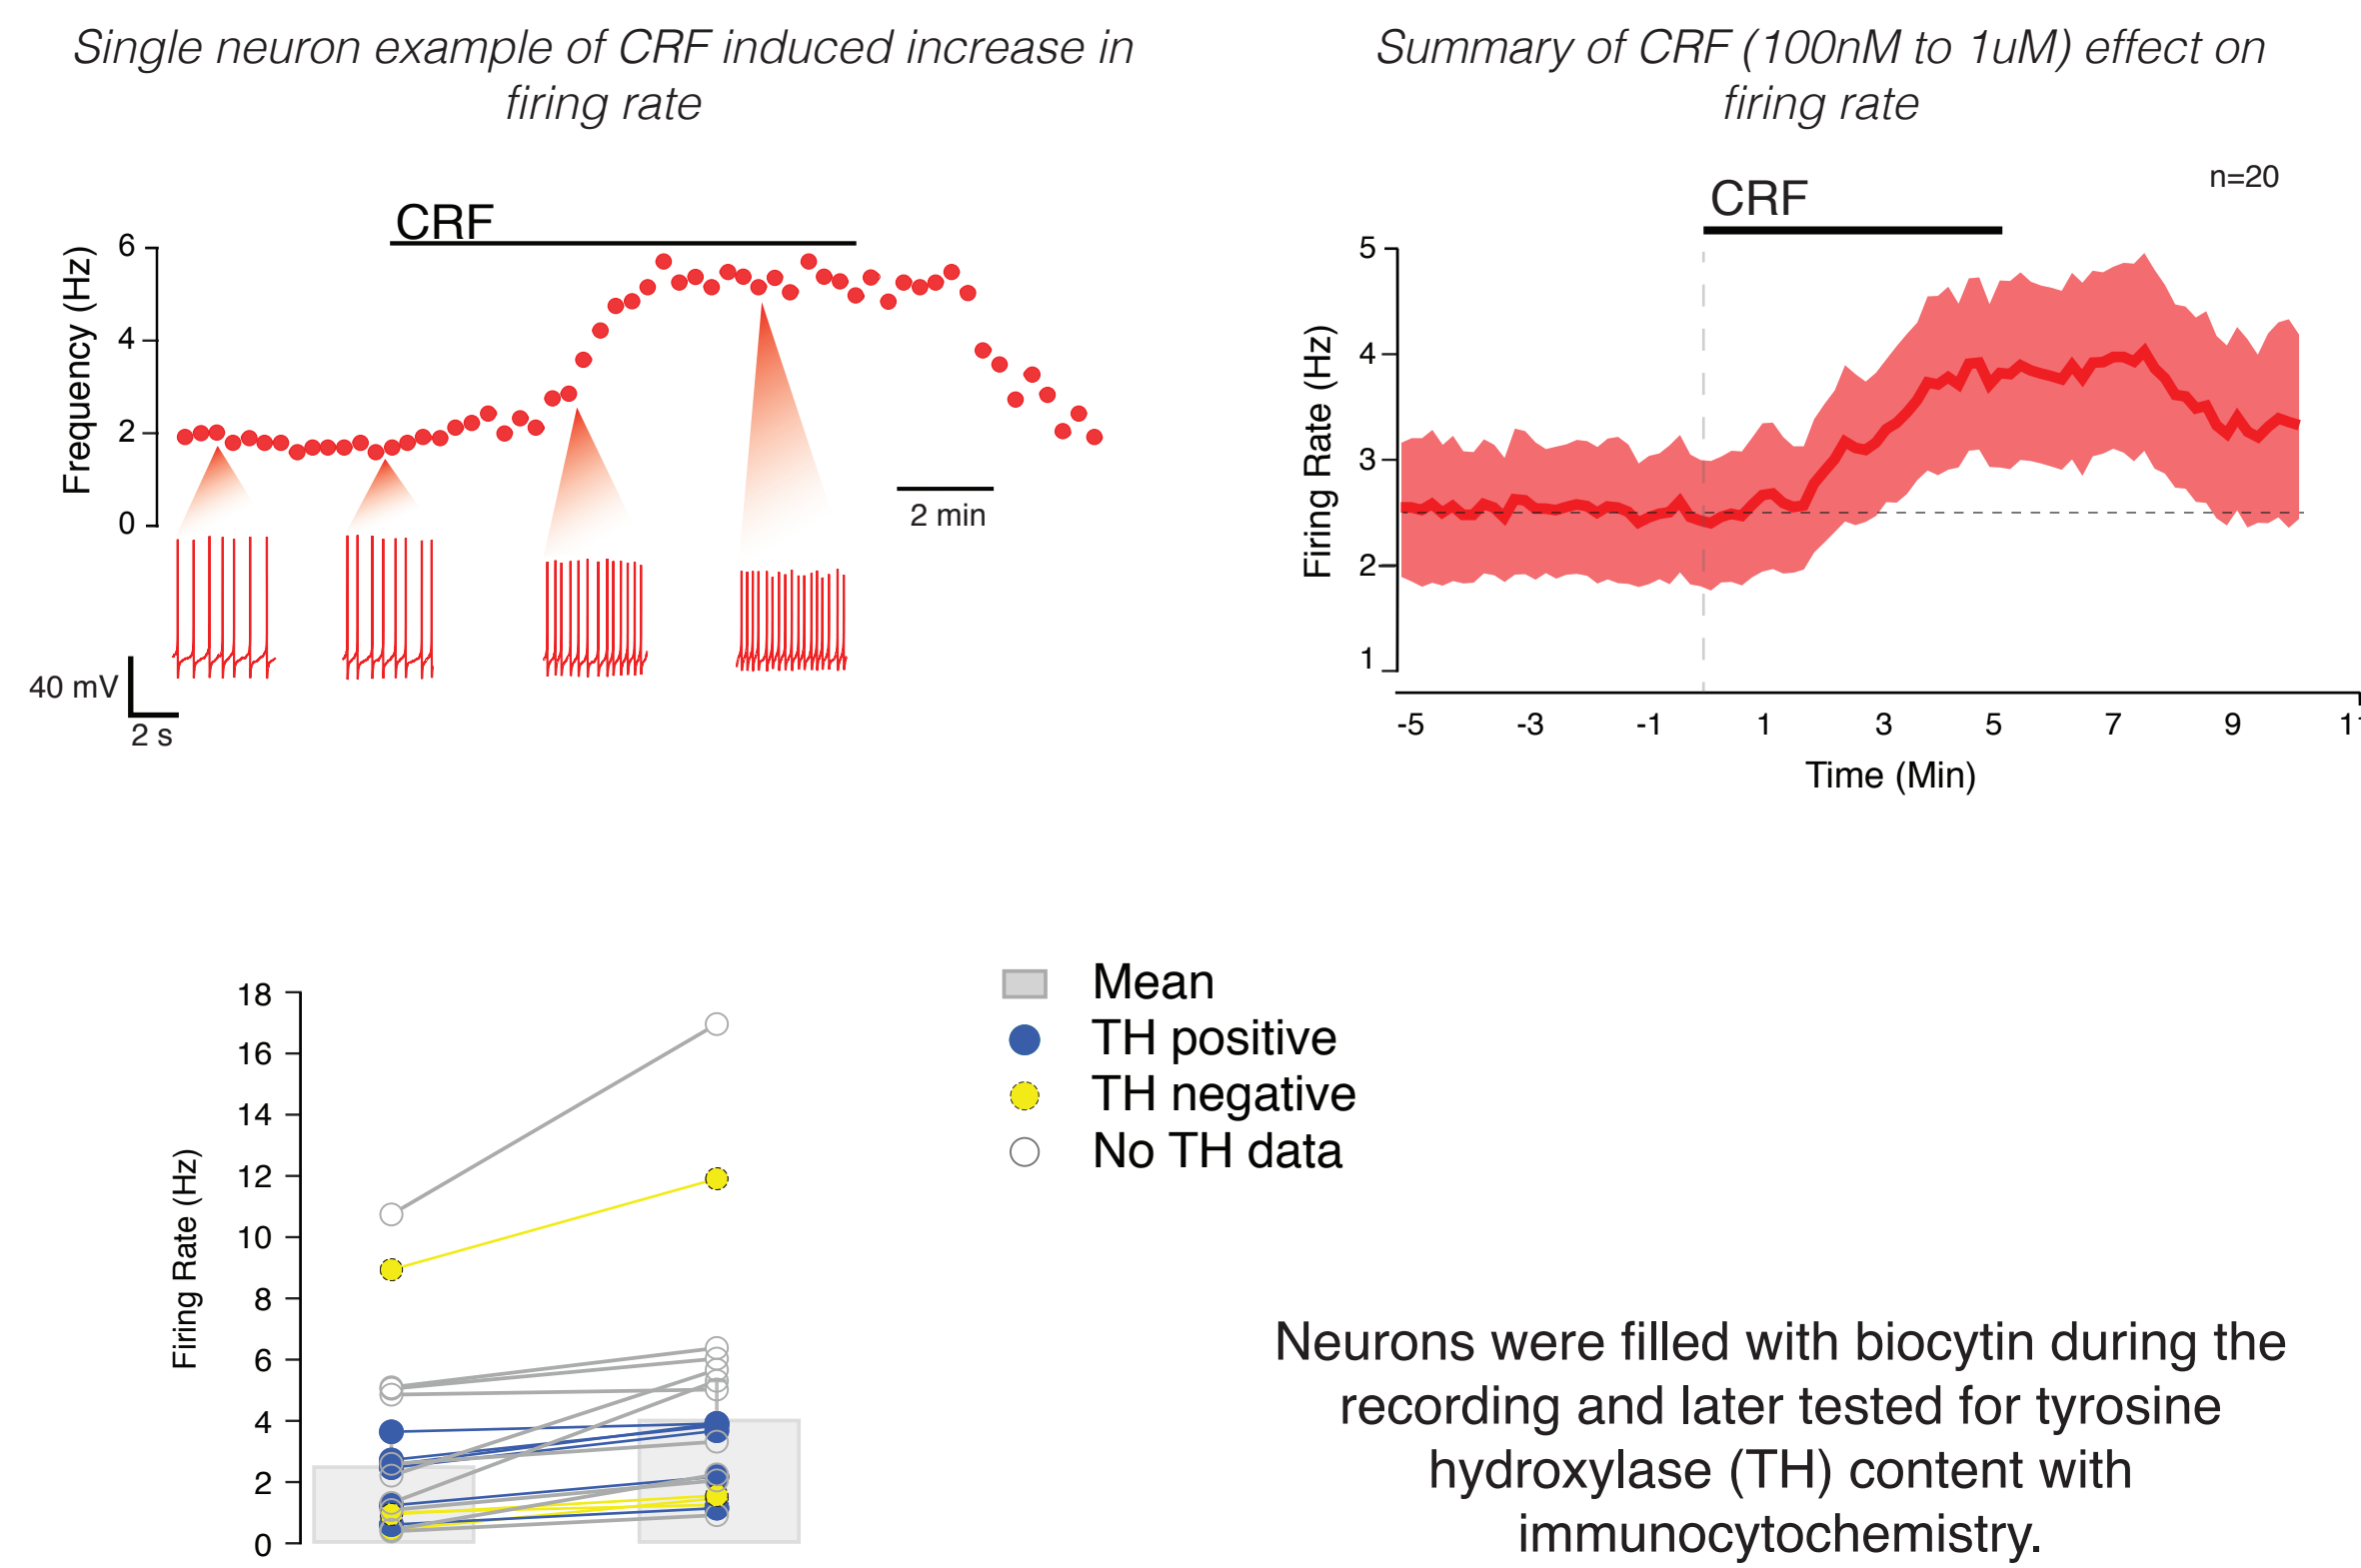 Single neuron example of CRF induced increase in
firing rate
CRF
Frequency (Hz)
6
4
2
0
2 min
40 mV
2 s
Summary of CRF (100nM to 1uM) effect on
firing rate
n=20
CRF
Firing Rate (Hz)
5
4
3
2
1
-5 -3 -1 1 3 5 7 9
Time (Min)
Firing Rate (Hz)
18
16
14
12
10
8
6
4
2
0
Mean
TH positive
TH negative
No TH data
Neurons were filled with biocytin during the
recording and later tested for tyrosine
hydroxylase (TH) content with
immunocytochemistry.